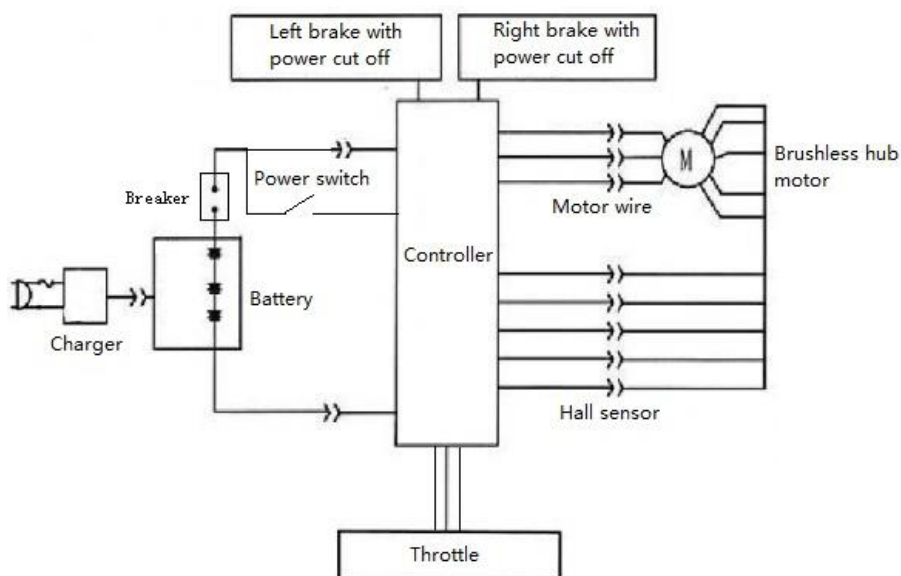 Left brake with
power cut off
Right brake with
power cut off
Power switch
Breaker
M
Brushless hub
motor
Motor wire
Controller
Battery
Charger
Hall sensor
Throttle